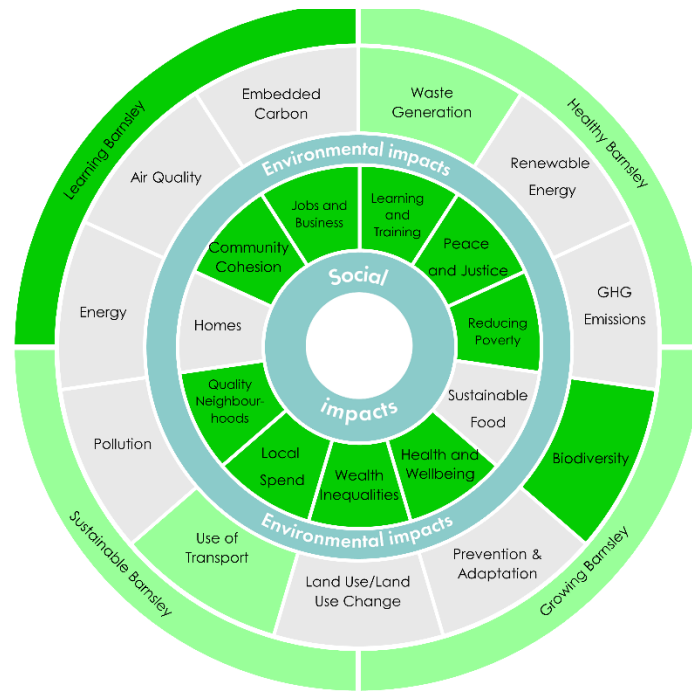 Learning Barnsley
Healthy Barnsley
Growing Barnsley
Sustainable Barnsley
Embedded
Carbon
Waste
Generation
Renewable
Energy
GHG
Emissions
Biodiversity
Prevention &
Adaptation
Land Use/Land
Use Change
Use of
Transport
Pollution
Energy
Air Quality
Environmental impacts
Jobs and
Business
Learning
and
Training
Peace
and Justice
Reducing
Poverty
Sustainable
Food
Health and
Wellbeing
Wealth
Inequalities
Local
Spend
Quality
Neighbour-
hoods
Homes
Community
Cohesion
Social
impacts
Environmental impacts